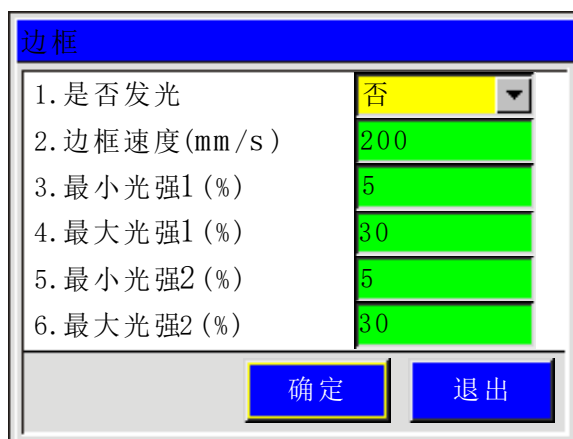 边框
1.是否发光 否
2.边框速度(mm/s) 200
3.最小光强1(%) 5
4.最大光强1(%) 30
5.最小光强2(%) 5
6.最大光强2(%) 30
确定 退出